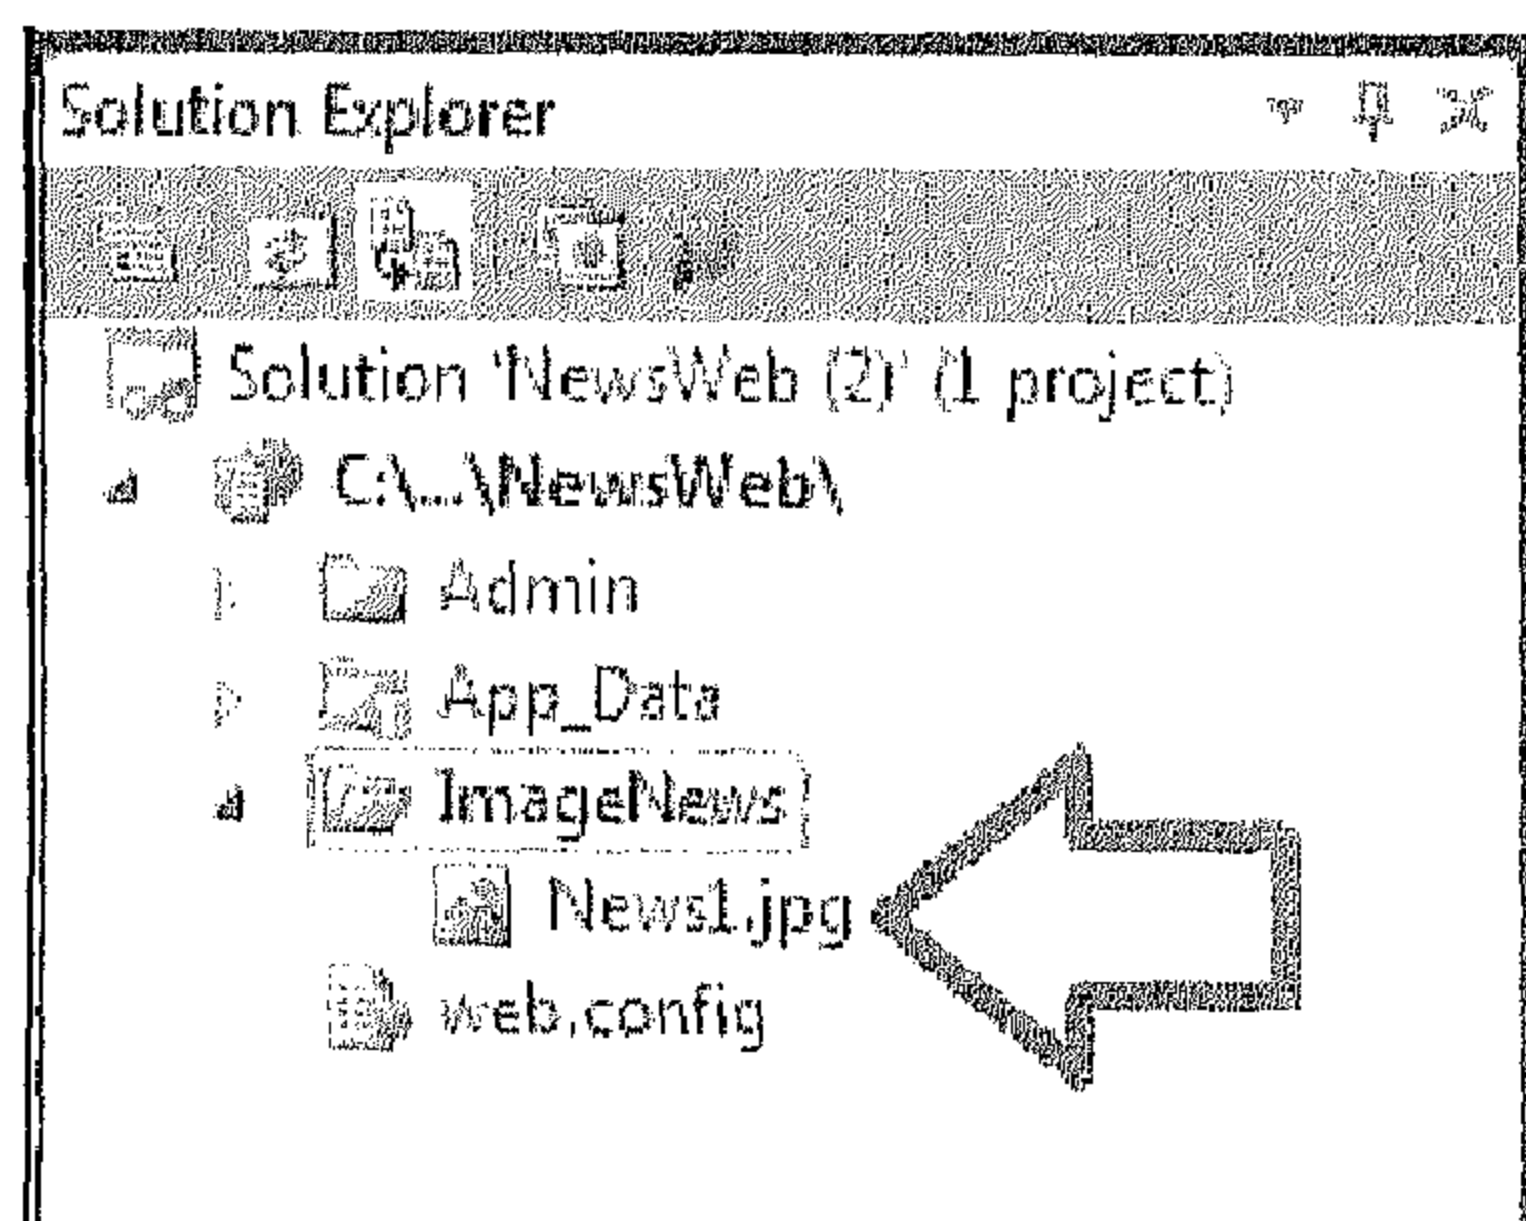 Solution Explorer
Solution 'NewsWeb (2)' (1 project)
C:\...\NewsWeb\
Admin
App_Data
ImageNews
News1.jpg
web.config